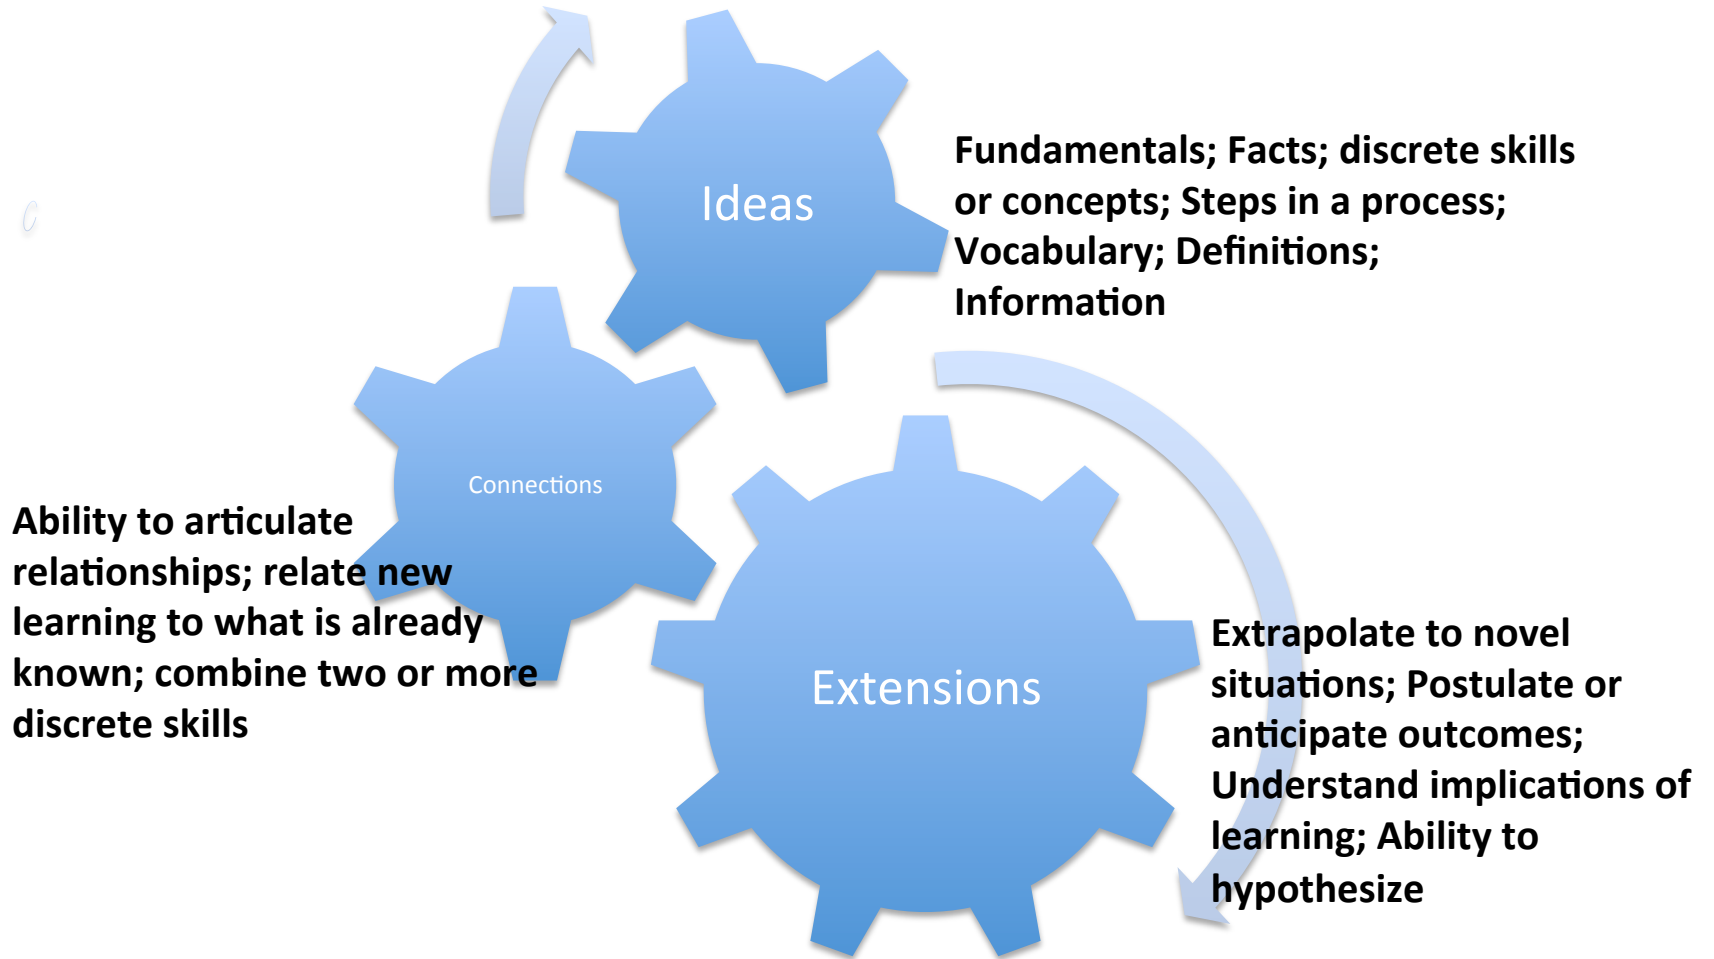 Ideas
Fundamentals; Facts; discrete skills
or concepts; Steps in a process;
Vocabulary; Definitions;
Information
Connections
Ability to articulate
relationships; relate new
learning to what is already
known; combine two or more
discrete skills
Extensions
Extrapolate to novel
situations; Postulate or
anticipate outcomes;
Understand implications of
learning; Ability to
hypothesize